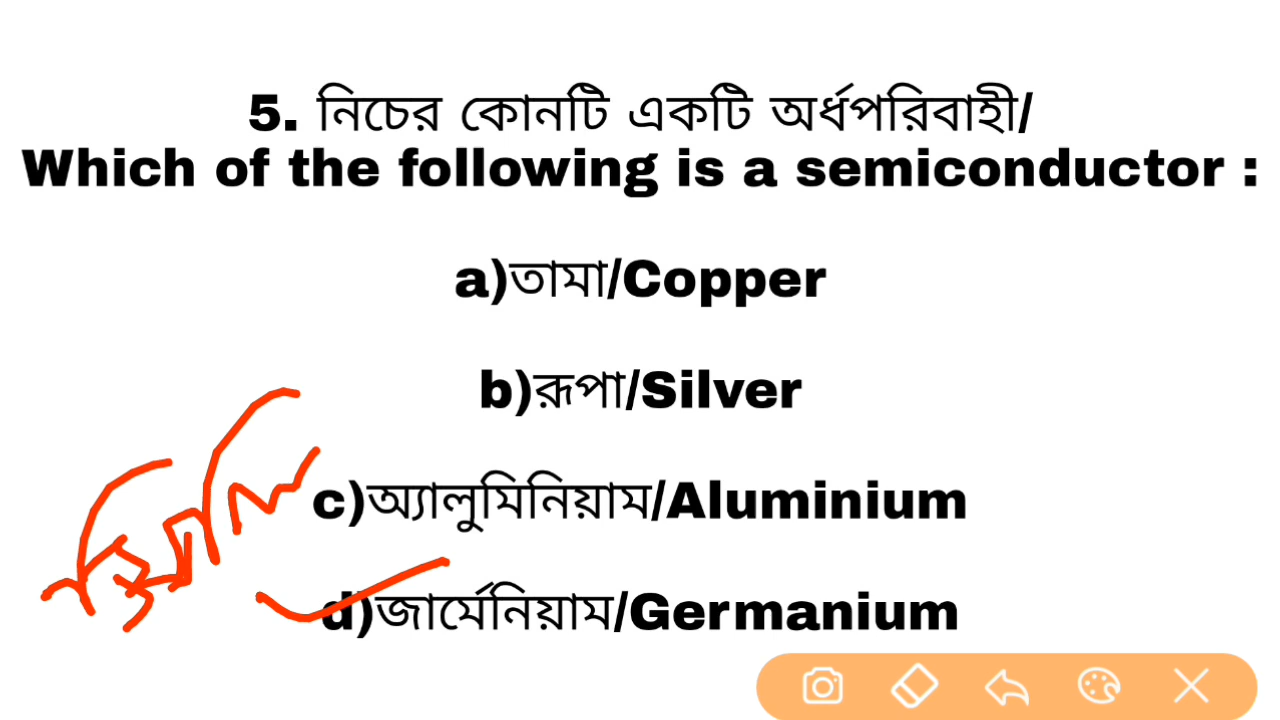 5. নিচের কোনটি একটি অর্ধপরিবাহী/
Which of the following is a semiconductor :
a)তামা/Copper
b)রূপা/Silver
c)অ্যালুমিনিয়াম/Aluminium
d)জার্মেনিয়াম/Germanium